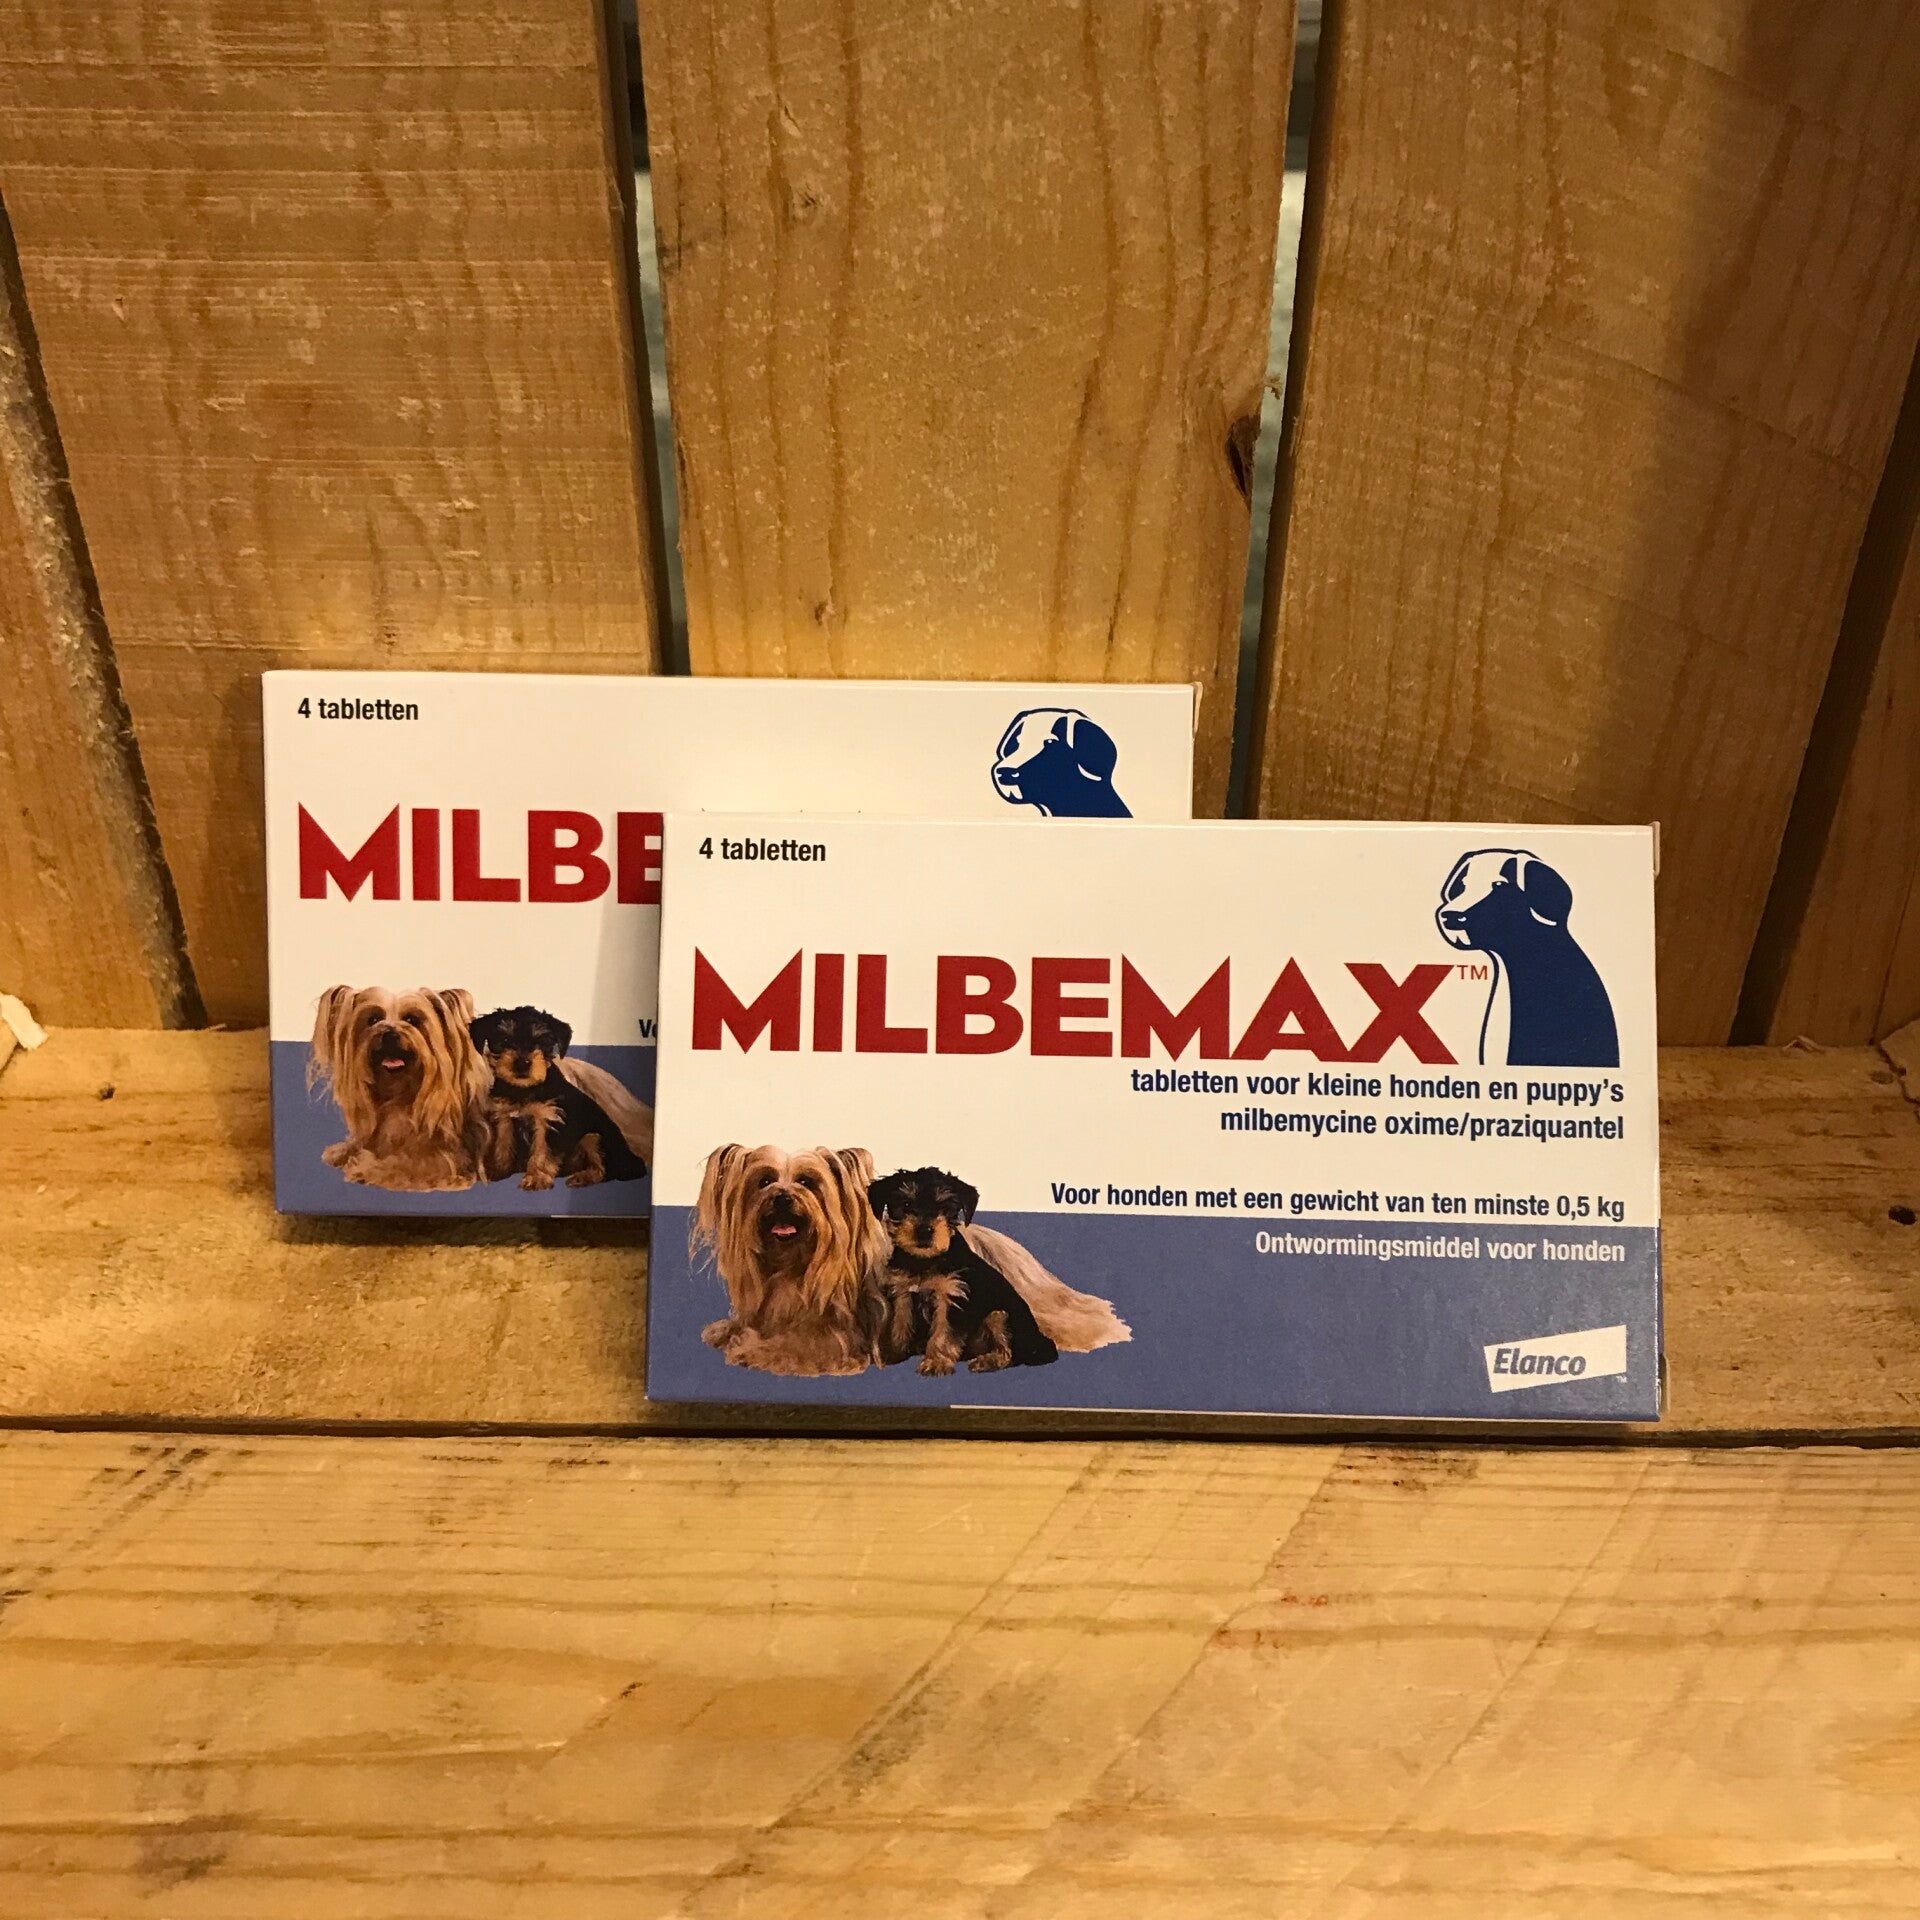 4 tabletten
MILBE
4 tabletten
MILBEMAX™
tabletten voor kleine honden en puppy's
milbemycine oxime/praziquantel
Voor honden met een gewicht van ten minste 0,5 kg
Ontwormingsmiddel voor honden
Elanco™